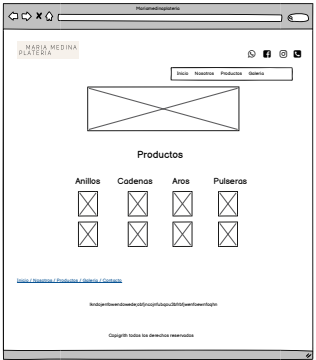 Mariamedinaplateria
MARIA MEDINA
PLATERIA
Inicio Nosotros Productos Galeria
Productos
Anillos Cadenas Aros Pulseras
Inicio / Nosotros / Productos / Galeria / Contacto
Copigrith todos los derechos reservados